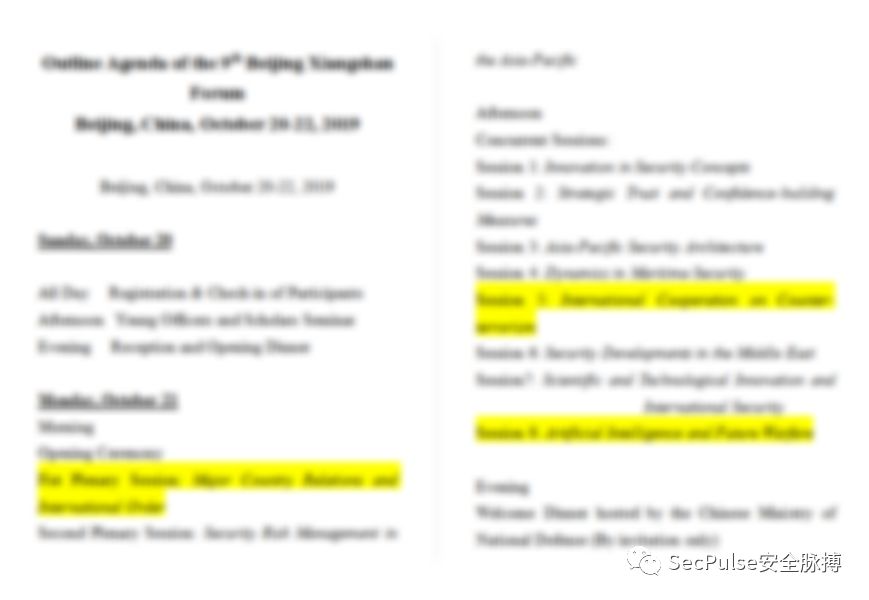 Outline Agenda of the 9th Beijing Xiangshan
Forum
Beijing, China, October 20-22, 2019
Beijing, China, October 20-22, 2019
Sunday, October 20
All Day Registration & Check in of Participants
Afternoon Young Officers and Scholars Seminar
Evening Reception and Opening Dinner
Monday, October 21
Morning
Opening Ceremony
Plenary Session: Major Country Relations and
International Order
Second Plenary Session: Security Risk Management in
the Asia-Pacific
Afternoon
Concurrent Sessions:
Session 1: Innovation in Security Concepts
Session 2: Strategic Trust and Confidence-building
Measures
Session 3: Asia-Pacific Security Architecture
Session 4: Dynamics in Maritime Security
Session 5: International Cooperation on Counter-
terrorism
Session 6: Security Development in the Middle East
Session7: Scientific and Technological Innovation and
International Security
Session 8: Artificial Intelligence and Future Warfare
Evening
Welcome Dinner hosted by the Chinese Ministry of
National Defence (By invitation only)
SecPulse安全脉搏